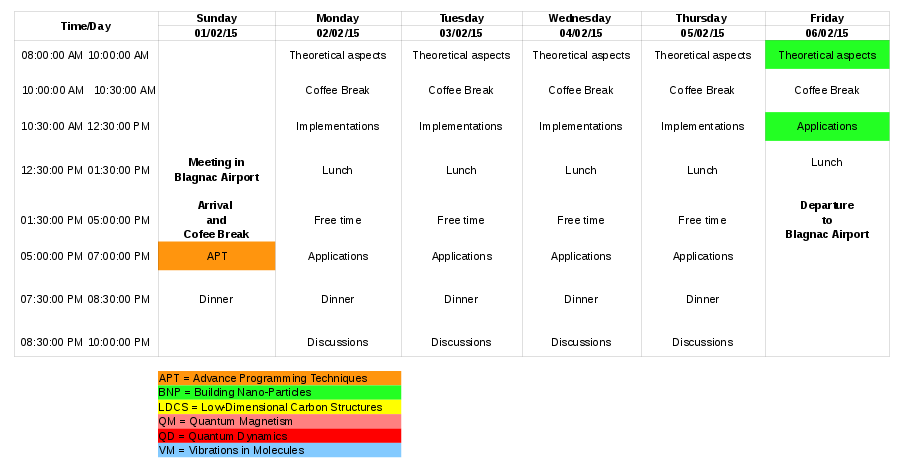 Time/Day Sunday Monday Tuesday Wednesday Thursday Friday
01/02/15 02/02/15 03/02/15 04/02/15 05/02/15 06/02/15
08:00:00 AM 10:00:00 AM Theoretical aspects Theoretical aspects Theoretical aspects Theoretical aspects Theoretical aspects
10:00:00 AM 10:30:00 AM Coffee Break Coffee Break Coffee Break Coffee Break Coffee Break
10:30:00 AM 12:30:00 PM Implementations Implementations Implementations Implementations Applications
12:30:00 PM 01:30:00 PM Meeting in Lunch Lunch Lunch Lunch Lunch
Blagnac Airport
01:30:00 PM 05:00:00 PM Arrival Free time Free time Free time Free time Departure
and to
Cofee Break Blagnac Airport
05:00:00 PM 07:00:00 PM APT Applications Applications Applications Applications
07:30:00 PM 08:30:00 PM Dinner Dinner Dinner Dinner Dinner
08:30:00 PM 10:00:00 PM Discussions Discussions Discussions Discussions
APT = Advance Programming Techniques
BNP = Building Nano-Particles
LDCS = Low-Dimensional Carbon Structures
QM = Quantum Magnetism
QD = Quantum Dynamics
VM = Vibrations in Molecules